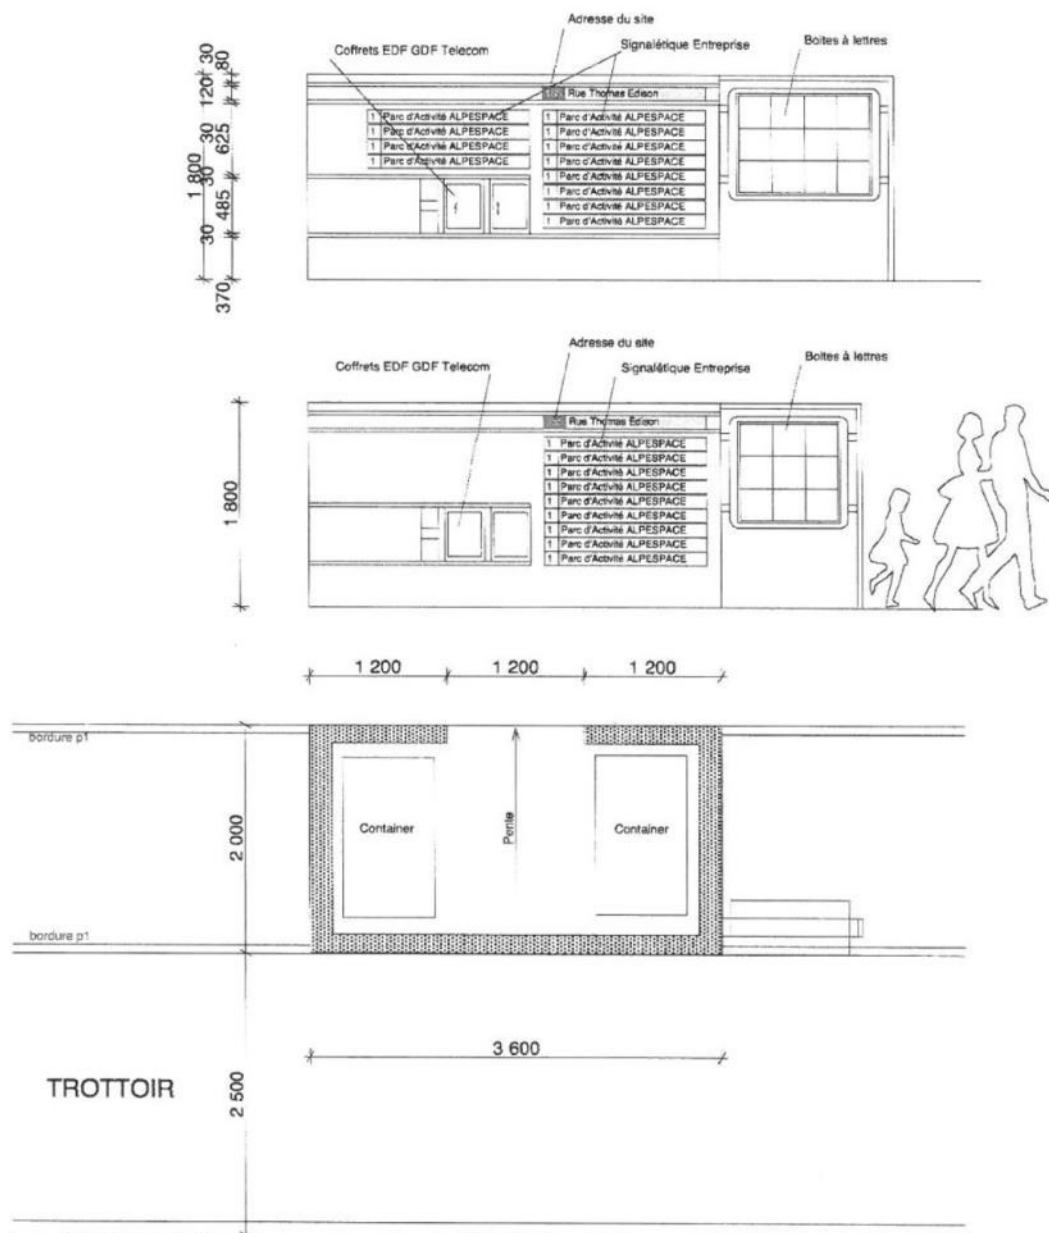 Adresse du site
Coffrets EDF GDF Telecom
Signalétique Entreprise
Boites à lettres
Rue Thomas Edison
1 Parc d'Activité ALPESPACE 1 Parc d'Activité ALPESPACE
1 Parc d'Activité ALPESPACE 1 Parc d'Activité ALPESPACE
1 Parc d'Activité ALPESPACE 1 Parc d'Activité ALPESPACE
1 Parc d'Activité ALPESPACE 1 Parc d'Activité ALPESPACE
1 Parc d'Activité ALPESPACE
1 Parc d'Activité ALPESPACE
1 Parc d'Activité ALPESPACE
1 Parc d'Activité ALPESPACE
30
80
120
30
625
1 800
30
485
30
370
Adresse du site
Coffrets EDF GDF Telecom
Signalétique Entreprise
Boites à lettres
Rue Thomas Edison
1 Parc d'Activité ALPESPACE
1 Parc d'Activité ALPESPACE
1 Parc d'Activité ALPESPACE
1 Parc d'Activité ALPESPACE
1 Parc d'Activité ALPESPACE
1 Parc d'Activité ALPESPACE
1 Parc d'Activité ALPESPACE
1 Parc d'Activité ALPESPACE
1 Parc d'Activité ALPESPACE
1 800
1 200 1 200 1 200
bordure p1
Container
Pente
Container
2 000
bordure p1
3 600
TROTTOIR
2 500